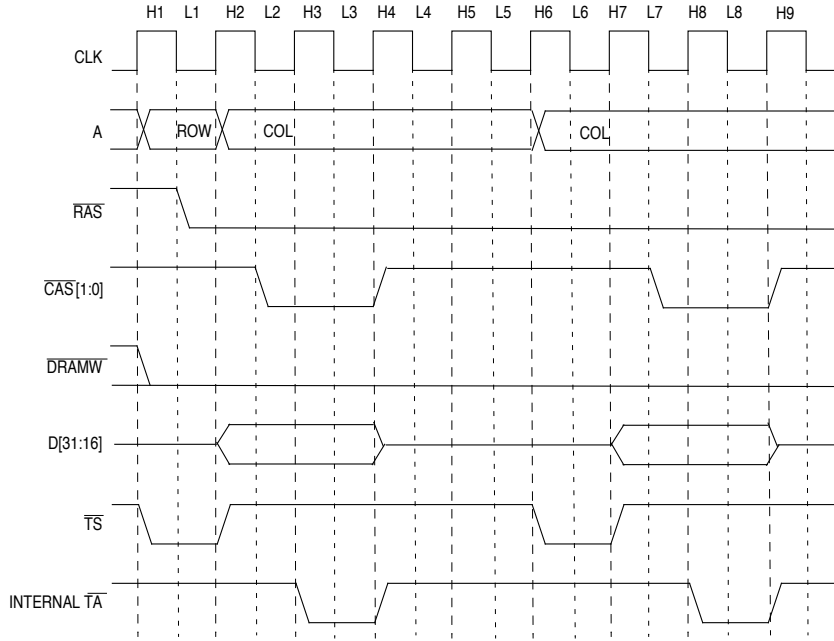 H1 L1 H2 L2 H3 L3 H4 L4 H5 L5 H6 L6 H7 L7 H8 L8 H9
CLK
A ROW COL COL
RAS
CAS[1:0]
DRAMW
D[31:16]
TS
INTERNAL TA